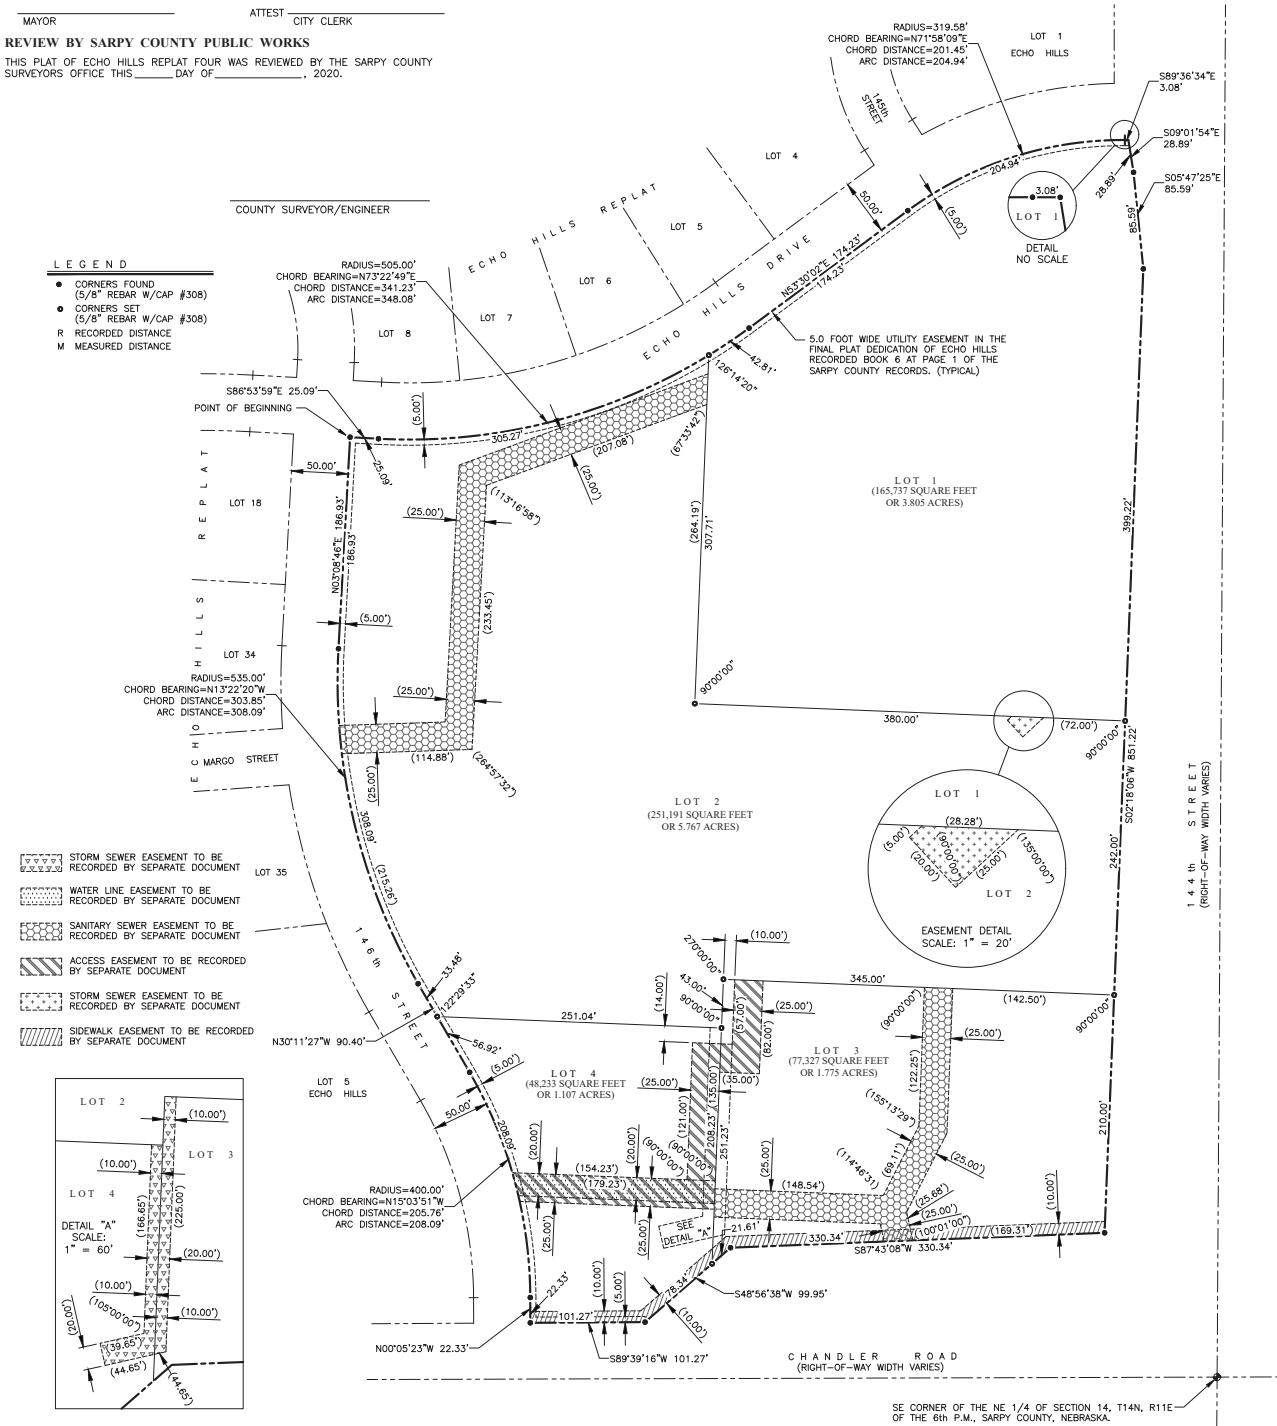 MAYOR
ATTEST
CITY CLERK
REVIEW BY SARPY COUNTY PUBLIC WORKS
THIS PLAT OF ECHO HILLS REPLAT FOUR WAS REVIEWED BY THE SARPY COUNTY
SURVEYORS OFFICE THIS ______ DAY OF ______________, 2020.
COUNTY SURVEYOR/ENGINEER
LEGEND
CORNERS FOUND
(5/8" REBAR W/CAP #308)
CORNERS SET
(5/8" REBAR W/CAP #308)
R RECORDED DISTANCE
M MEASURED DISTANCE
RADIUS=319.58'
CHORD BEARING=N71°58'09"E
CHORD DISTANCE=201.45'
ARC DISTANCE=204.94'
LOT 1
ECHO HILLS
S89°36'34"E
3.08'
S09°01'54"E
28.89'
S05°47'25"E
85.59'
145th
STREET
LOT 4
204.94'
28.89'
85.59'
3.08'
LOT 1
DETAIL
NO SCALE
50.00'
(5.00')
ECHO HILLS REPLAT
LOT 5
LOT 6
LOT 7
LOT 8
ECHO HILLS DRIVE
N53°30'02"E 174.23'
174.23'
RADIUS=505.00'
CHORD BEARING=N73°22'49"E
CHORD DISTANCE=341.23'
ARC DISTANCE=348.08'
5.0 FOOT WIDE UTILITY EASEMENT IN THE
FINAL PLAT DEDICATION OF ECHO HILLS
RECORDED BOOK 6 AT PAGE 1 OF THE
SARPY COUNTY RECORDS. (TYPICAL)
42.81'
126°14'20"
S86°53'59"E 25.09'
POINT OF BEGINNING
(5.00')
305.27'
25.09'
(207.08')
(25.00')
(67°33'42")
50.00'
LOT 18
ECHO HILLS REPLAT
(113°16'58")
(25.00')
N03°08'46"E 186.93'
186.93'
(264.19')
307.71'
LOT 1
(165,737 SQUARE FEET
OR 3.805 ACRES)
399.22'
(233.45')
(5.00')
LOT 34
RADIUS=535.00'
CHORD BEARING=N13°22'20"W
CHORD DISTANCE=303.85'
ARC DISTANCE=308.09'
(25.00')
90°00'00"
380.00'
(72.00')
90°00'00"
MARGO STREET
(114.88')
(264°57'32")
(25.00')
S02°18'06"W 851.22'
144th STREET
(RIGHT-OF-WAY WIDTH VARIES)
LOT 2
(251,191 SQUARE FEET
OR 5.767 ACRES)
LOT 1
(28.28')
(5.00')
(90°00'00")
(135°00'00")
(20.00')
(25.00')
LOT 2
EASEMENT DETAIL
SCALE: 1" = 20'
242.00'
308.09'
(215.26')
STORM SEWER EASEMENT TO BE
RECORDED BY SEPARATE DOCUMENT
LOT 35
WATER LINE EASEMENT TO BE
RECORDED BY SEPARATE DOCUMENT
SANITARY SEWER EASEMENT TO BE
RECORDED BY SEPARATE DOCUMENT
ACCESS EASEMENT TO BE RECORDED
BY SEPARATE DOCUMENT
STORM SEWER EASEMENT TO BE
RECORDED BY SEPARATE DOCUMENT
SIDEWALK EASEMENT TO BE RECORDED
BY SEPARATE DOCUMENT
146th STREET
33.48'
122°29'33"
270°00'00"
43.00'
90°00'00"
(10.00')
(14.00')
345.00'
(142.50')
90°00'00"
251.04'
(57.00')
(25.00')
(82.00')
(90°00'00")
(25.00')
(122.25')
N30°11'27"W 90.40'
56.92'
(5.00')
LOT 3
(77,327 SQUARE FEET
OR 1.775 ACRES)
LOT 4
(48,233 SQUARE FEET
OR 1.107 ACRES)
(25.00')
(35.00')
(135.00')
LOT 5
ECHO HILLS
50.00'
(121.00')
208.23'
251.23'
(155°13'29")
210.00'
208.09'
(20.00')
(20.00')
(90°00'00")
(90°00'00")
(25.00')
(114°46'31)
(69.11')
(25.00')
(154.23')
(179.23')
(148.54')
(25.68')
(25.00')
(10.00')
RADIUS=400.00'
CHORD BEARING=N15°03'51"W
CHORD DISTANCE=205.76'
ARC DISTANCE=208.09'
(25.00')
(25.00')
SEE
DETAIL "A"
21.61'
(100°01'00")
330.34'
(169.31')
S87°43'08"W 330.34'
22.33'
(10.00')
(5.00')
78.34'
S48°56'38"W 99.95'
101.27'
(10.00')
N00°05'23"W 22.33'
S89°39'16"W 101.27'
CHANDLER ROAD
(RIGHT-OF-WAY WIDTH VARIES)
SE CORNER OF THE NE 1/4 OF SECTION 14, T14N, R11E
OF THE 6th P.M., SARPY COUNTY, NEBRASKA.
LOT 2
(10.00')
LOT 3
(10.00')
LOT 4
(166.65')
(225.00')
DETAIL "A"
SCALE:
1" = 60'
(20.00')
(10.00')
(105°00'00")
(10.00')
(20.00')
(39.65')
(44.65')
(44.65')